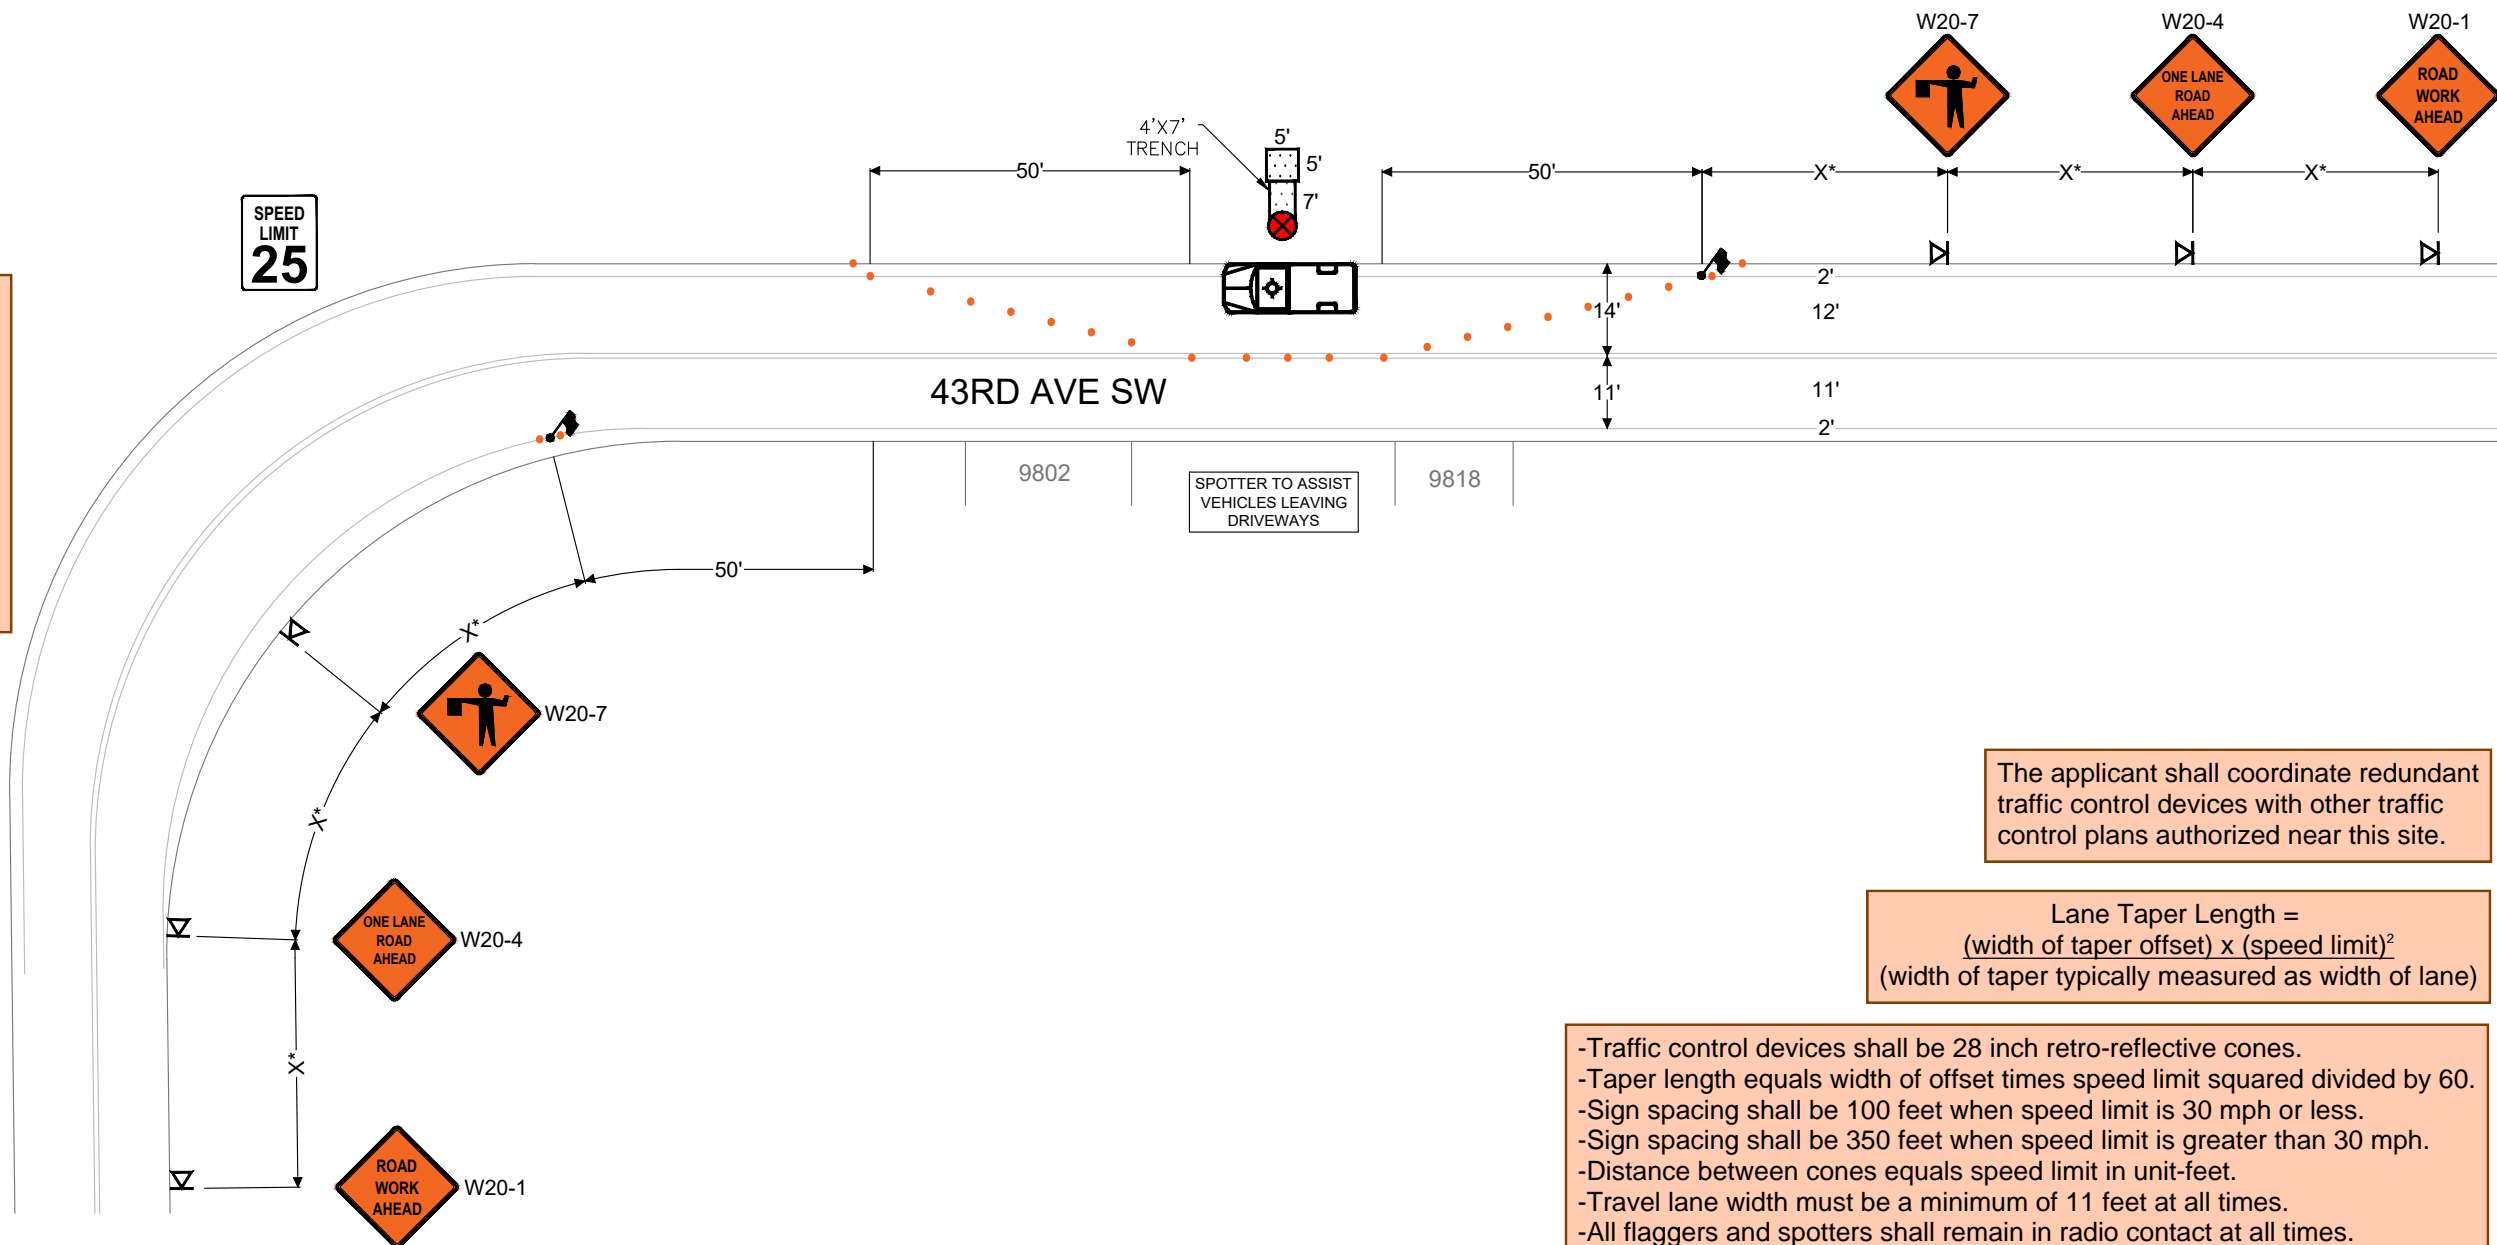 W20-7
W20-4
W20-1
ONE LANE
ROAD
AHEAD
ROAD
WORK
AHEAD
4'X7'
TRENCH
5'
5'
7'
50'
50'
X*
X*
X*
SPEED
LIMIT
25
2'
14'
12'
43RD AVE SW
11'
11'
2'
9802
SPOTTER TO ASSIST
VEHICLES LEAVING
DRIVEWAYS
9818
50'
X*
W20-7
X*
ONE LANE
ROAD
AHEAD
W20-4
X*
ROAD
WORK
AHEAD
W20-1
The applicant shall coordinate redundant
traffic control devices with other traffic
control plans authorized near this site.
Lane Taper Length =
(width of taper offset) x (speed limit)²
(width of taper typically measured as width of lane)
-Traffic control devices shall be 28 inch retro-reflective cones.
-Taper length equals width of offset times speed limit squared divided by 60.
-Sign spacing shall be 100 feet when speed limit is 30 mph or less.
-Sign spacing shall be 350 feet when speed limit is greater than 30 mph.
-Distance between cones equals speed limit in unit-feet.
-Travel lane width must be a minimum of 11 feet at all times.
-All flaggers and spotters shall remain in radio contact at all times.